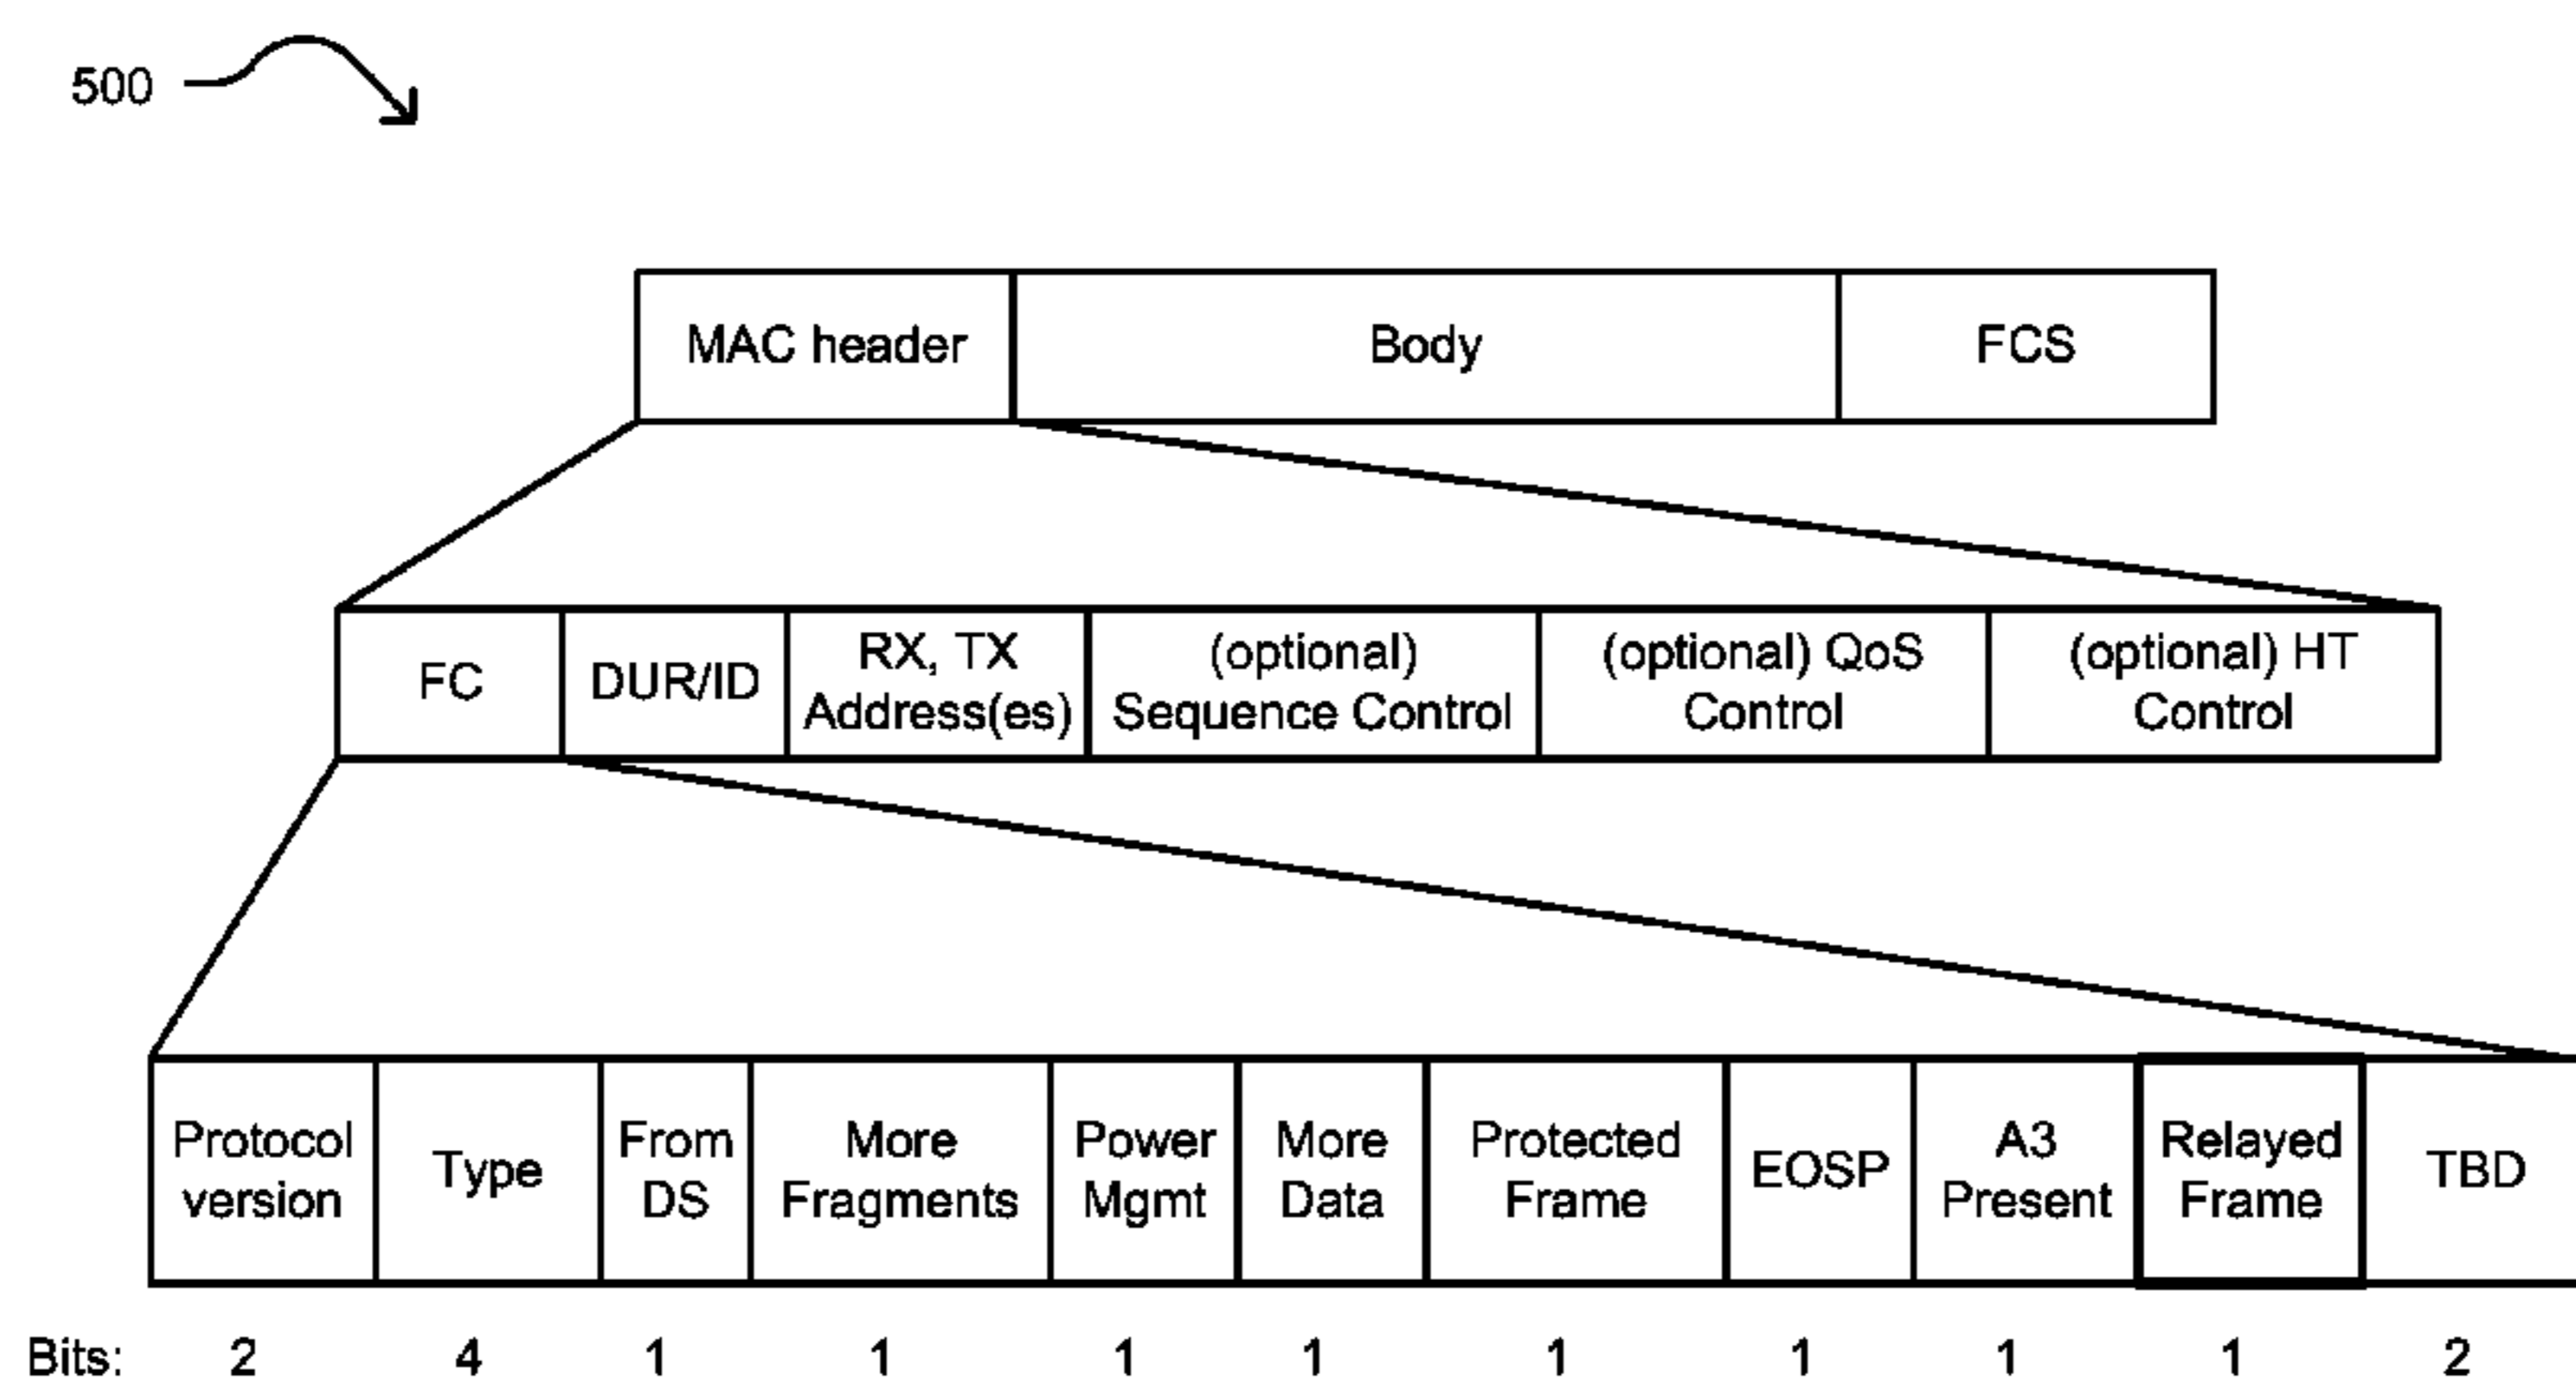 500
MAC header
Body
FCS
FC
DUR/ID
RX, TX
Address(es)
(optional)
Sequence Control
(optional) QoS
Control
(optional) HT
Control
Protocol
version
Type
From
DS
More
Fragments
Power
Mgmt
More
Data
Protected
Frame
EOSP
A3
Present
Relayed
Frame
TBD
Bits: 2 4 1 1 1 1 1 1 1 1 2